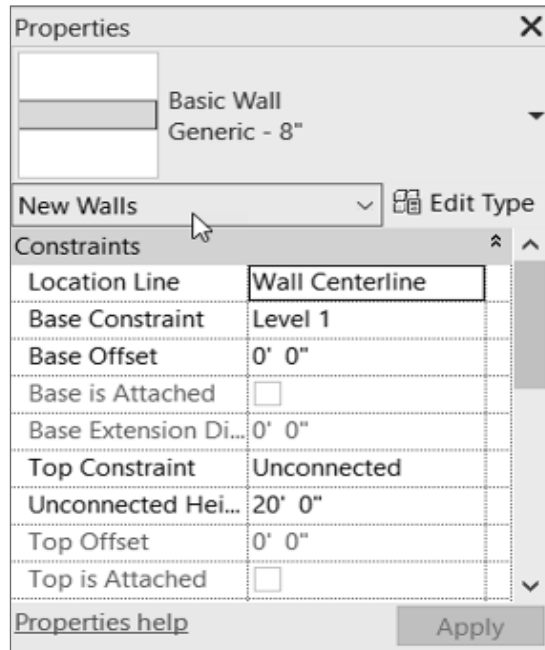 Properties
Basic Wall
Generic - 8"
New Walls Edit Type
Constraints
Location Line Wall Centerline
Base Constraint Level 1
Base Offset 0' 0"
Base is Attached
Base Extension Di... 0' 0"
Top Constraint Unconnected
Unconnected Hei... 20' 0"
Top Offset 0' 0"
Top is Attached
Properties help Apply